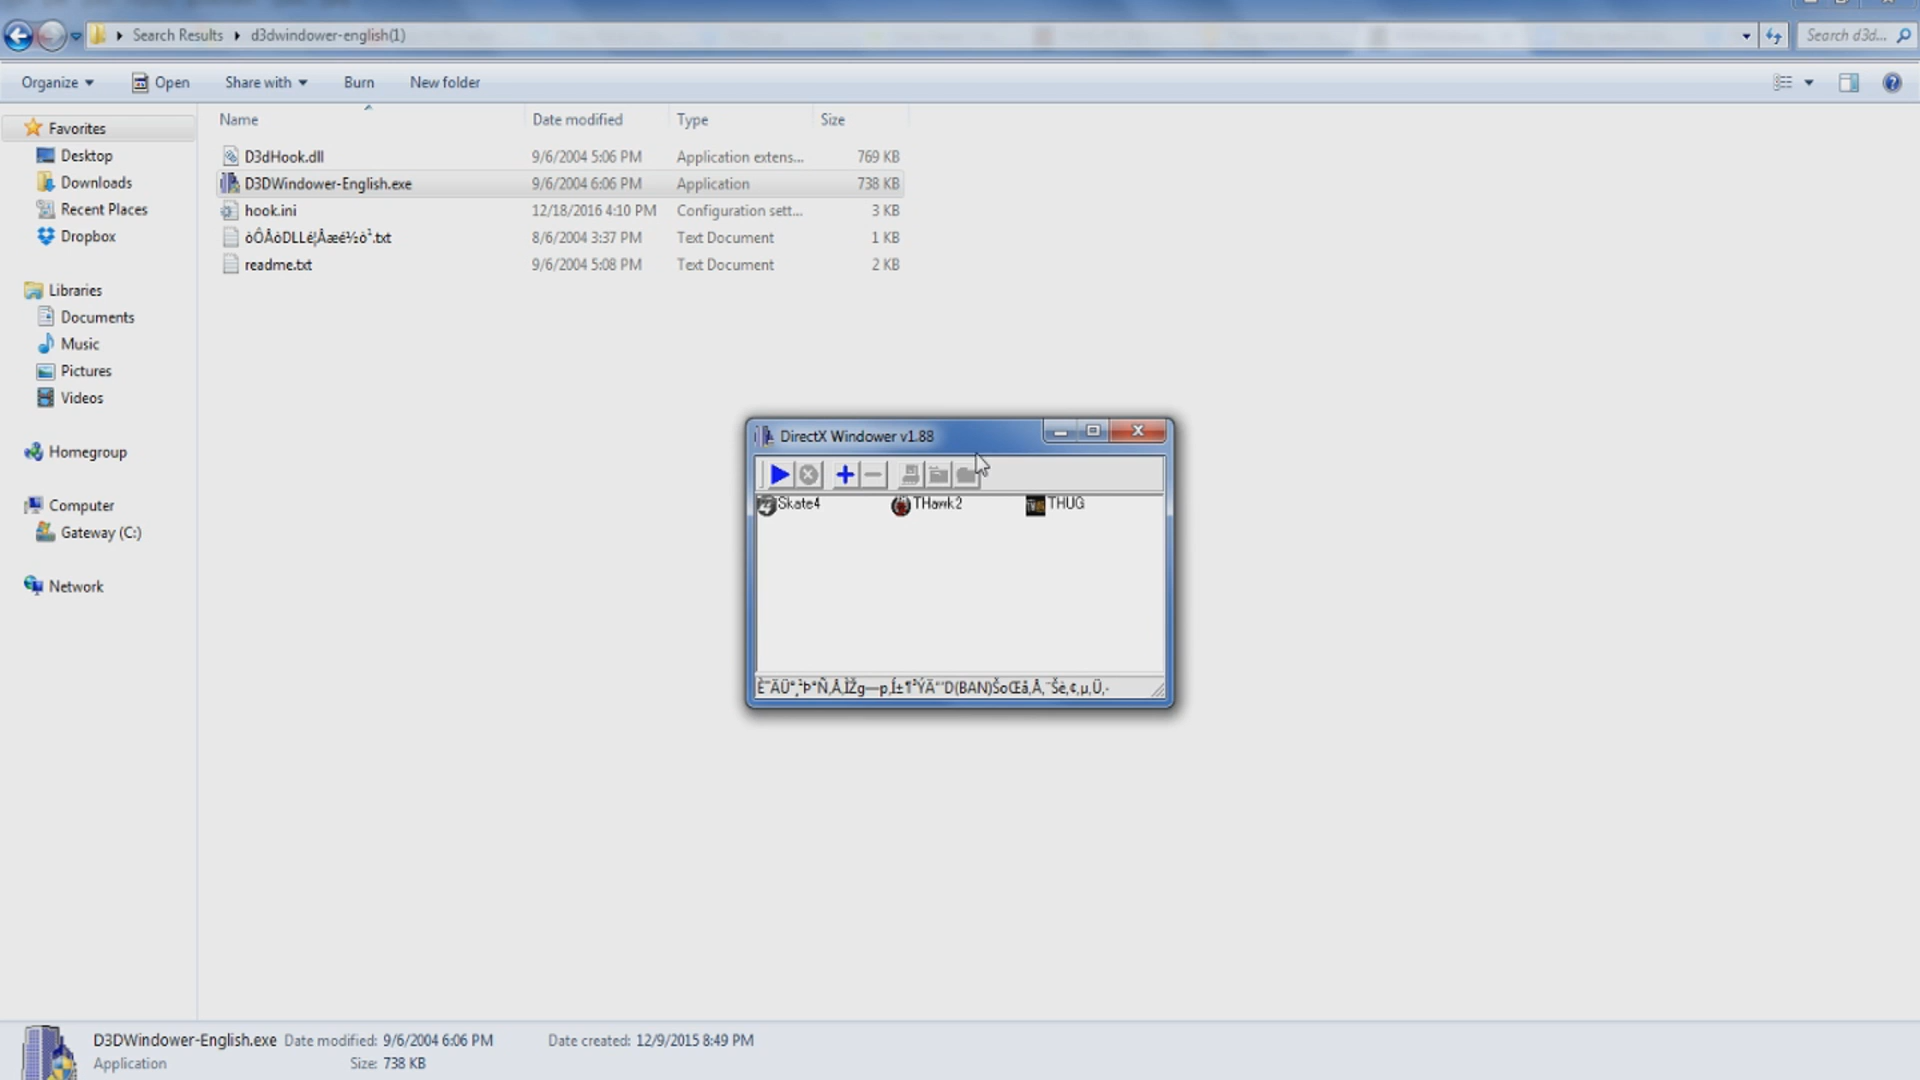 Search Results d3dwindower-english(1)
Search d3d...
Organize Open Share with Burn New folder
Name Date modified Type Size
Favorites
Desktop
Downloads
Recent Places
Dropbox
Libraries
Documents
Music
Pictures
Videos
Homegroup
Computer
Gateway (C:)
Network
D3dHook.dll 9/6/2004 5:06 PM Application extens... 769 KB
D3DWindower-English.exe 9/6/2004 6:06 PM Application 738 KB
hook.ini 12/18/2016 4:10 PM Configuration sett... 3 KB
òÔÅòDLLé¦Åæé½ò¹.txt 8/6/2004 3:37 PM Text Document 1 KB
readme.txt 9/6/2004 5:08 PM Text Document 2 KB
DirectX Windower v1.88
Skate4 THawk2 THUG
D3DWindower-English.exe Date modified: 9/6/2004 6:06 PM Date created: 12/9/2015 8:49 PM
Application Size: 738 KB